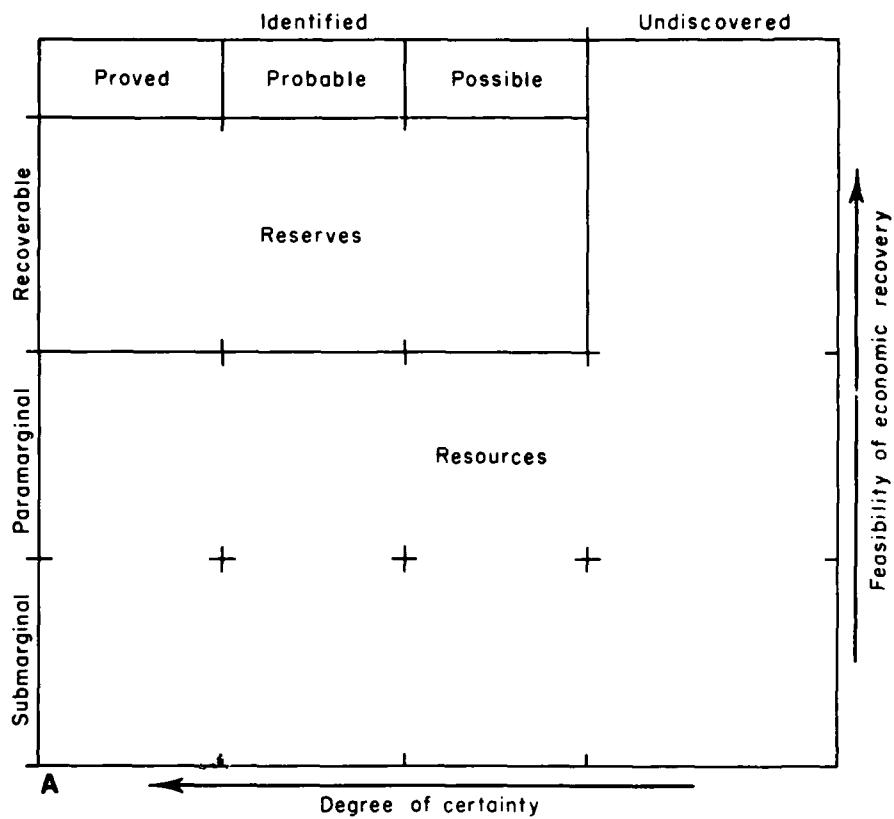 Identified
Undiscovered
Proved
Probable
Possible
Recoverable
Reserves
Paramarginal
Resources
Submarginal
Feasibility of economic recovery
A
Degree of certainty